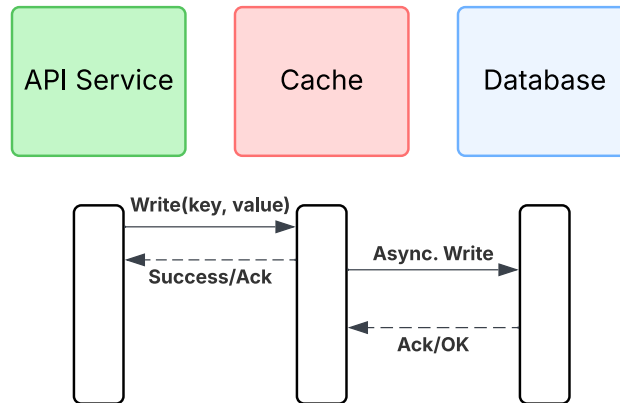 API Service
Cache
Database
Write(key, value)
Success/Ack
Async. Write
Ack/OK